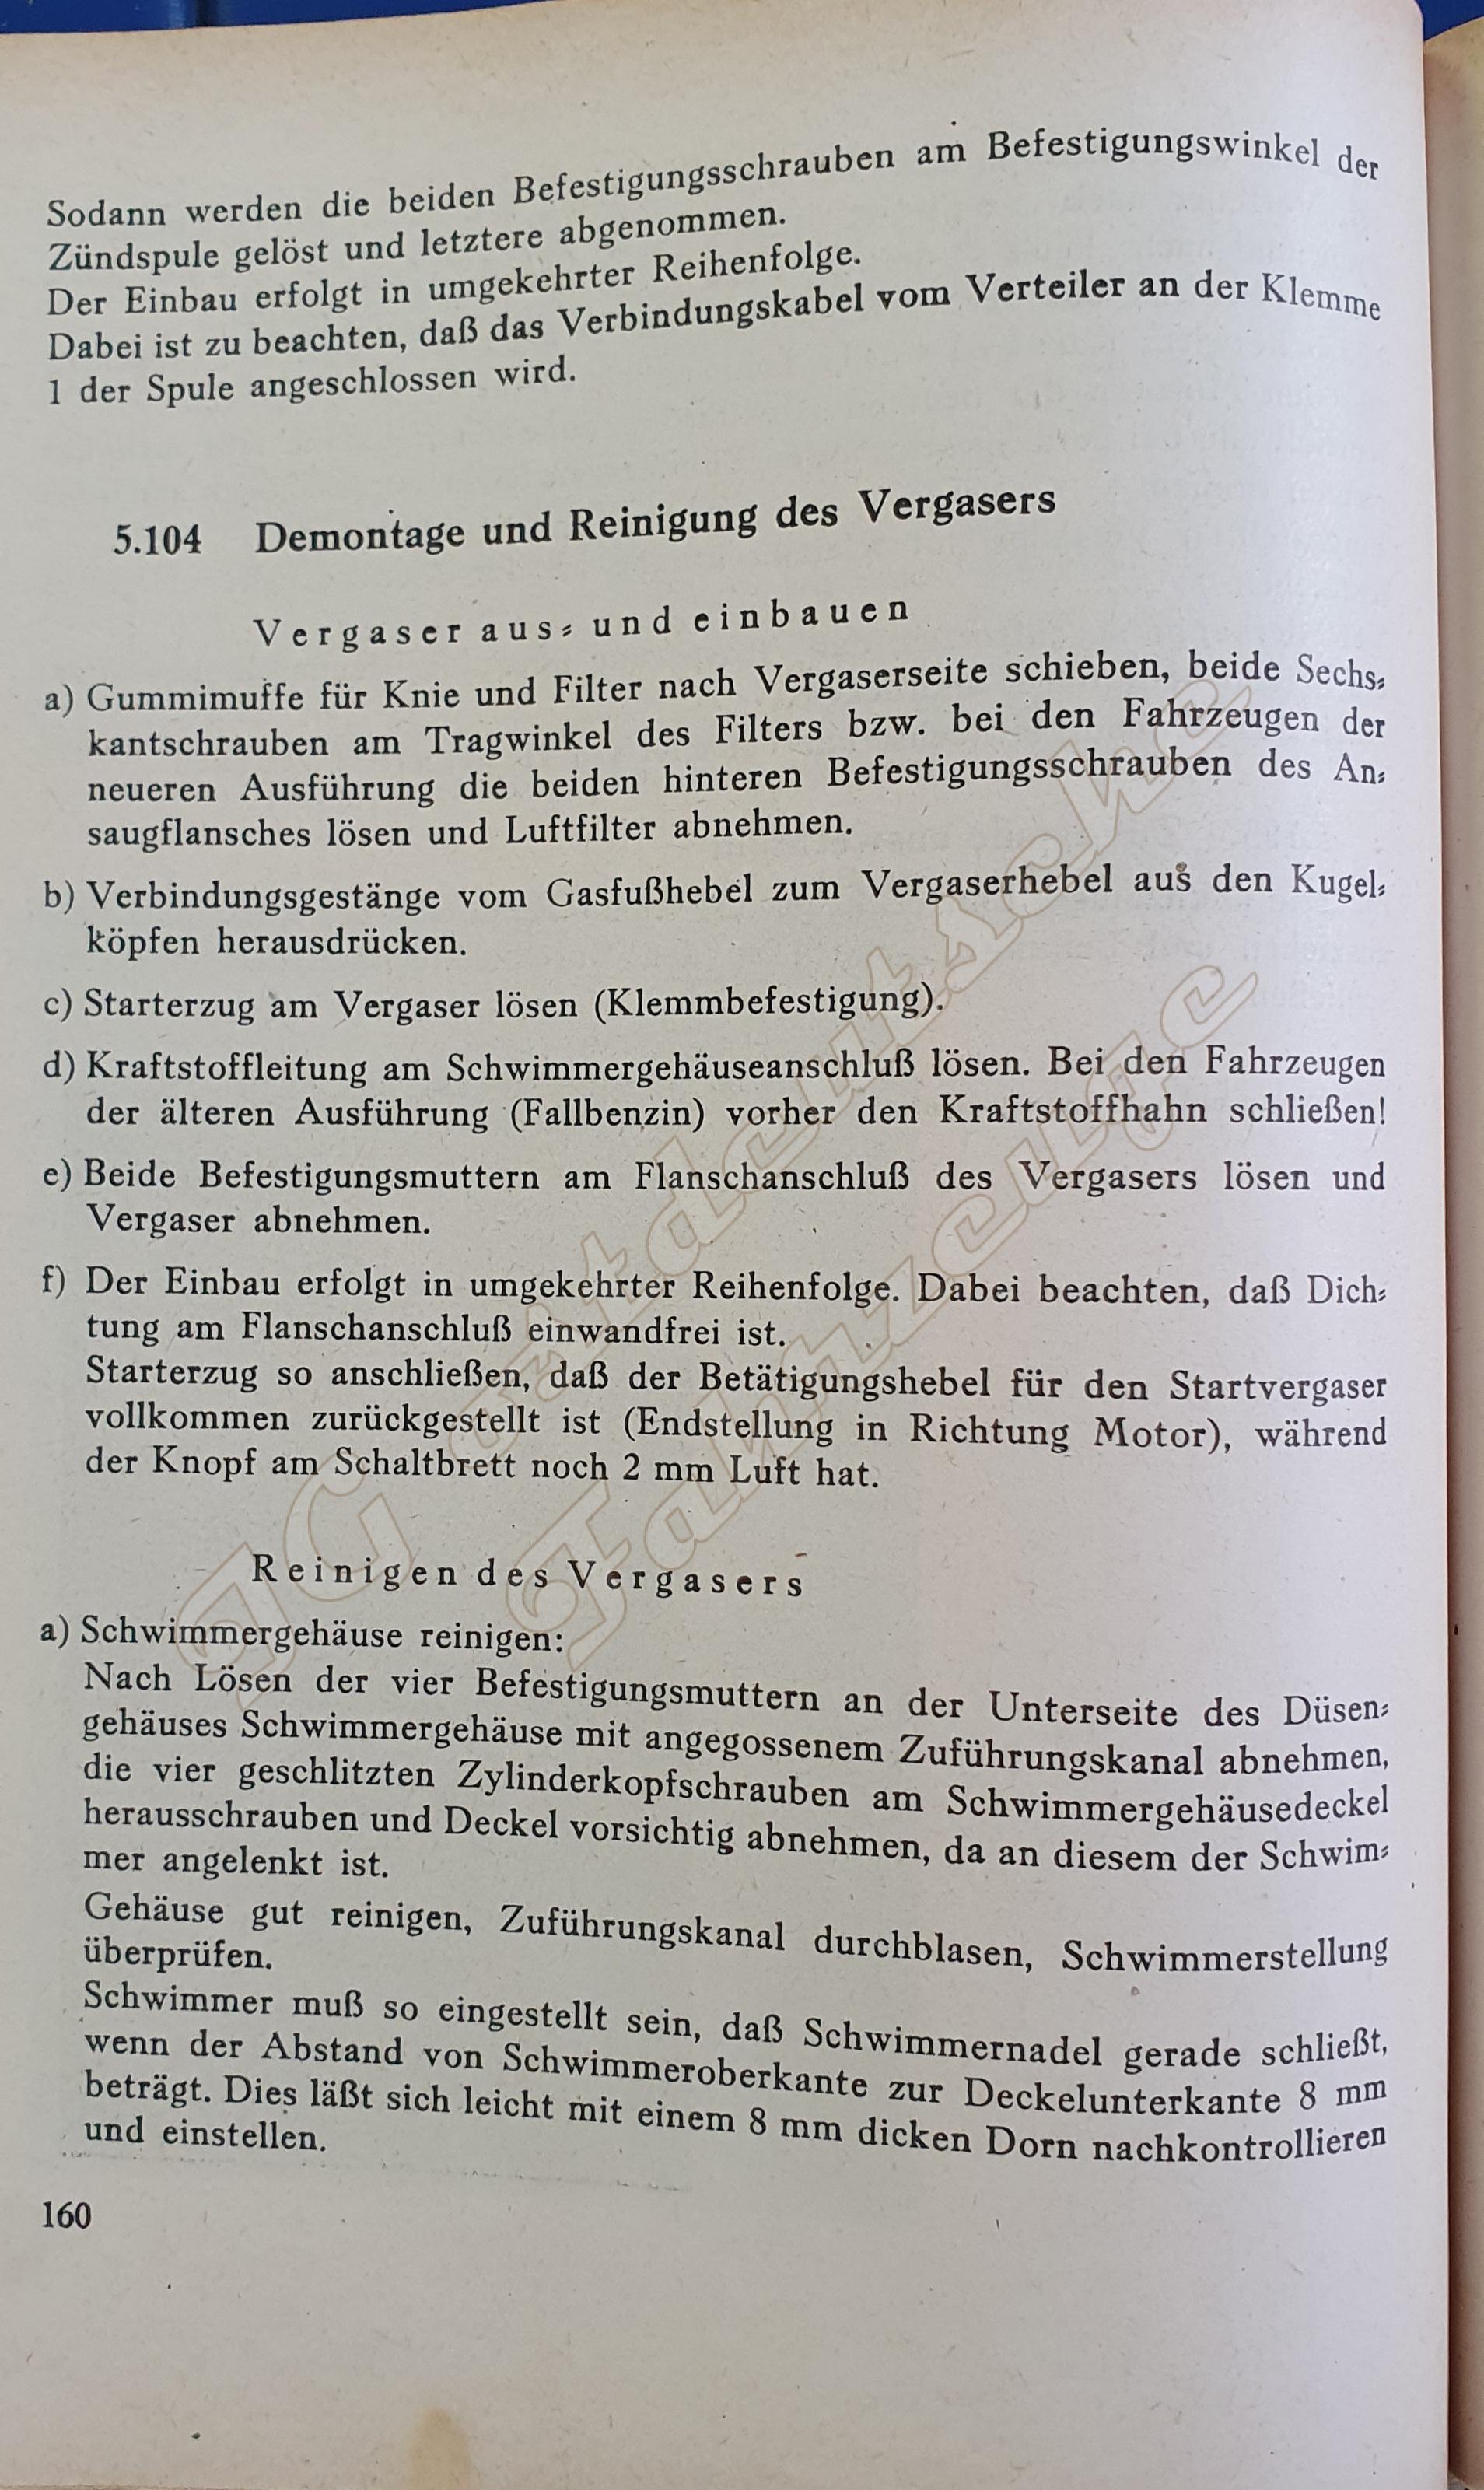 Sodann werden die beiden Befestigungsschrauben am Befestigungswinkel der
Zündspule gelöst und letztere abgenommen.
Der Einbau erfolgt in umgekehrter Reihenfolge.
Dabei ist zu beachten, daß das Verbindungskabel vom Verteiler an der Klemme
1 der Spule angeschlossen wird.
5.104 Demontage und Reinigung des Vergasers
Vergaser aus- und einbauen
a) Gummimuffe für Knie und Filter nach Vergaserseite schieben, beide Sechs-
kantschrauben am Tragwinkel des Filters bzw. bei den Fahrzeugen der
neueren Ausführung die beiden hinteren Befestigungsschrauben des An-
saugflansches lösen und Luftfilter abnehmen.
b) Verbindungsgestänge vom Gasfußhebel zum Vergaserhebel aus den Kugel-
köpfen herausdrücken.
c) Starterzug am Vergaser lösen (Klemmbefestigung).
d) Kraftstoffleitung am Schwimmergehäuseanschluß lösen. Bei den Fahrzeugen
der älteren Ausführung (Fallbenzin) vorher den Kraftstoffhahn schließen!
e) Beide Befestigungsmuttern am Flanschanschluß des Vergasers lösen und
Vergaser abnehmen.
f) Der Einbau erfolgt in umgekehrter Reihenfolge. Dabei beachten, daß Dich-
tung am Flanschanschluß einwandfrei ist.
Starterzug so anschließen, daß der Betätigungshebel für den Startvergaser
vollkommen zurückgestellt ist (Endstellung in Richtung Motor), während
der Knopf am Schaltbrett noch 2 mm Luft hat.
Reinigen des Vergasers
a) Schwimmergehäuse reinigen:
Nach Lösen der vier Befestigungsmuttern an der Unterseite des Düsen-
gehäuses Schwimmergehäuse mit angegossenem Zuführungskanal abnehmen,
die vier geschlitzten Zylinderkopfschrauben am Schwimmergehäusedeckel
herausschrauben und Deckel vorsichtig abnehmen, da an diesem der Schwim-
mer angelenkt ist.
Gehäuse gut reinigen, Zuführungskanal durchblasen, Schwimmerstellung
überprüfen.
Schwimmer muß so eingestellt sein, daß Schwimmernadel gerade schließt,
wenn der Abstand von Schwimmeroberkante zur Deckelunterkante 8 mm
beträgt. Dies läßt sich leicht mit einem 8 mm dicken Dorn nachkontrollieren
und einstellen.
160
IG Ostdeutsche
Fahrzeuge